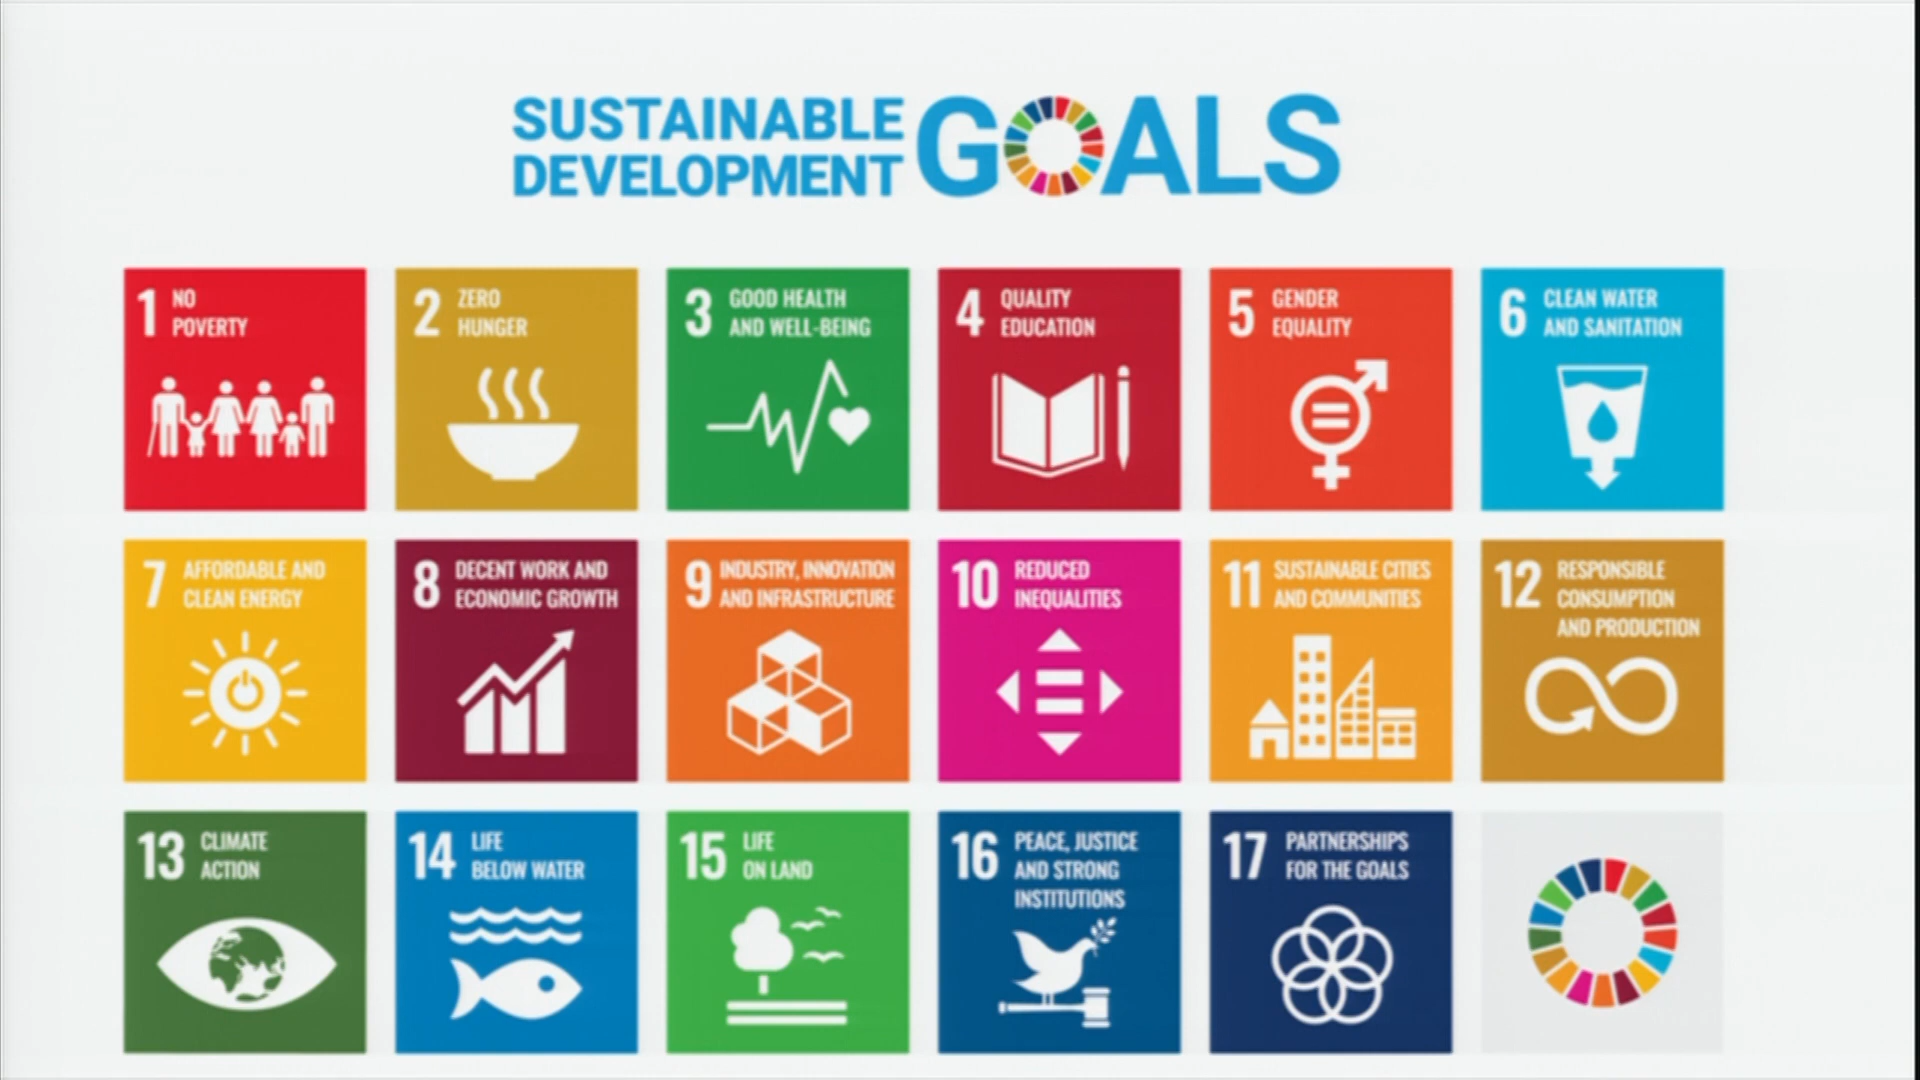 SUSTAINABLE
DEVELOPMENT GOALS
1 NO
POVERTY
2 ZERO
HUNGER
3 GOOD HEALTH
AND WELL-BEING
4 QUALITY
EDUCATION
5 GENDER
EQUALITY
6 CLEAN WATER
AND SANITATION
7 AFFORDABLE AND
CLEAN ENERGY
8 DECENT WORK AND
ECONOMIC GROWTH
9 INDUSTRY, INNOVATION
AND INFRASTRUCTURE
10 REDUCED
INEQUALITIES
11 SUSTAINABLE CITIES
AND COMMUNITIES
12 RESPONSIBLE
CONSUMPTION
AND PRODUCTION
13 CLIMATE
ACTION
14 LIFE
BELOW WATER
15 LIFE
ON LAND
16 PEACE, JUSTICE
AND STRONG
INSTITUTIONS
17 PARTNERSHIPS
FOR THE GOALS